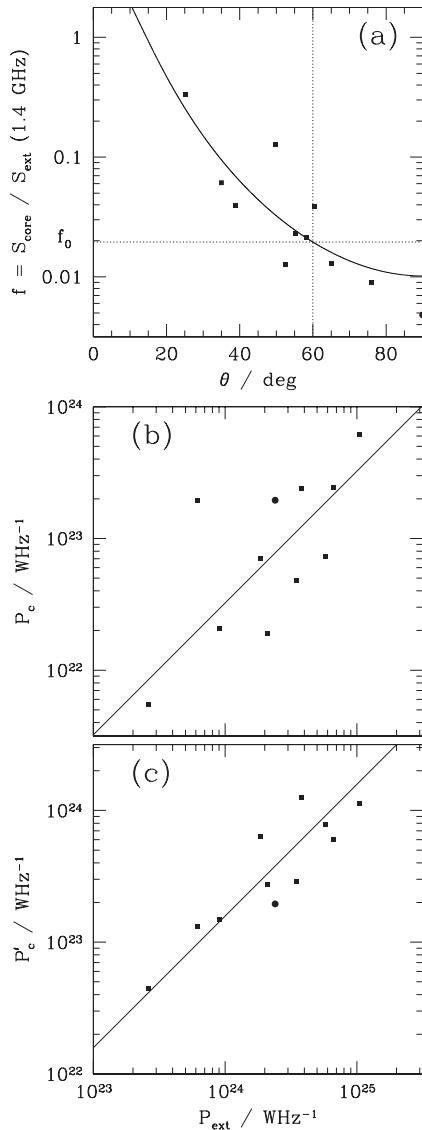 (a)
f = S_core / S_ext (1.4 GHz)
1
0.1
f₀
0.01
0 20 40 60 80
θ / deg
(b)
P_c / WHz⁻¹
10²⁴
10²³
10²²
(c)
P'_c / WHz⁻¹
10²⁴
10²³
10²²
10²³ 10²⁴ 10²⁵
P_ext / WHz⁻¹